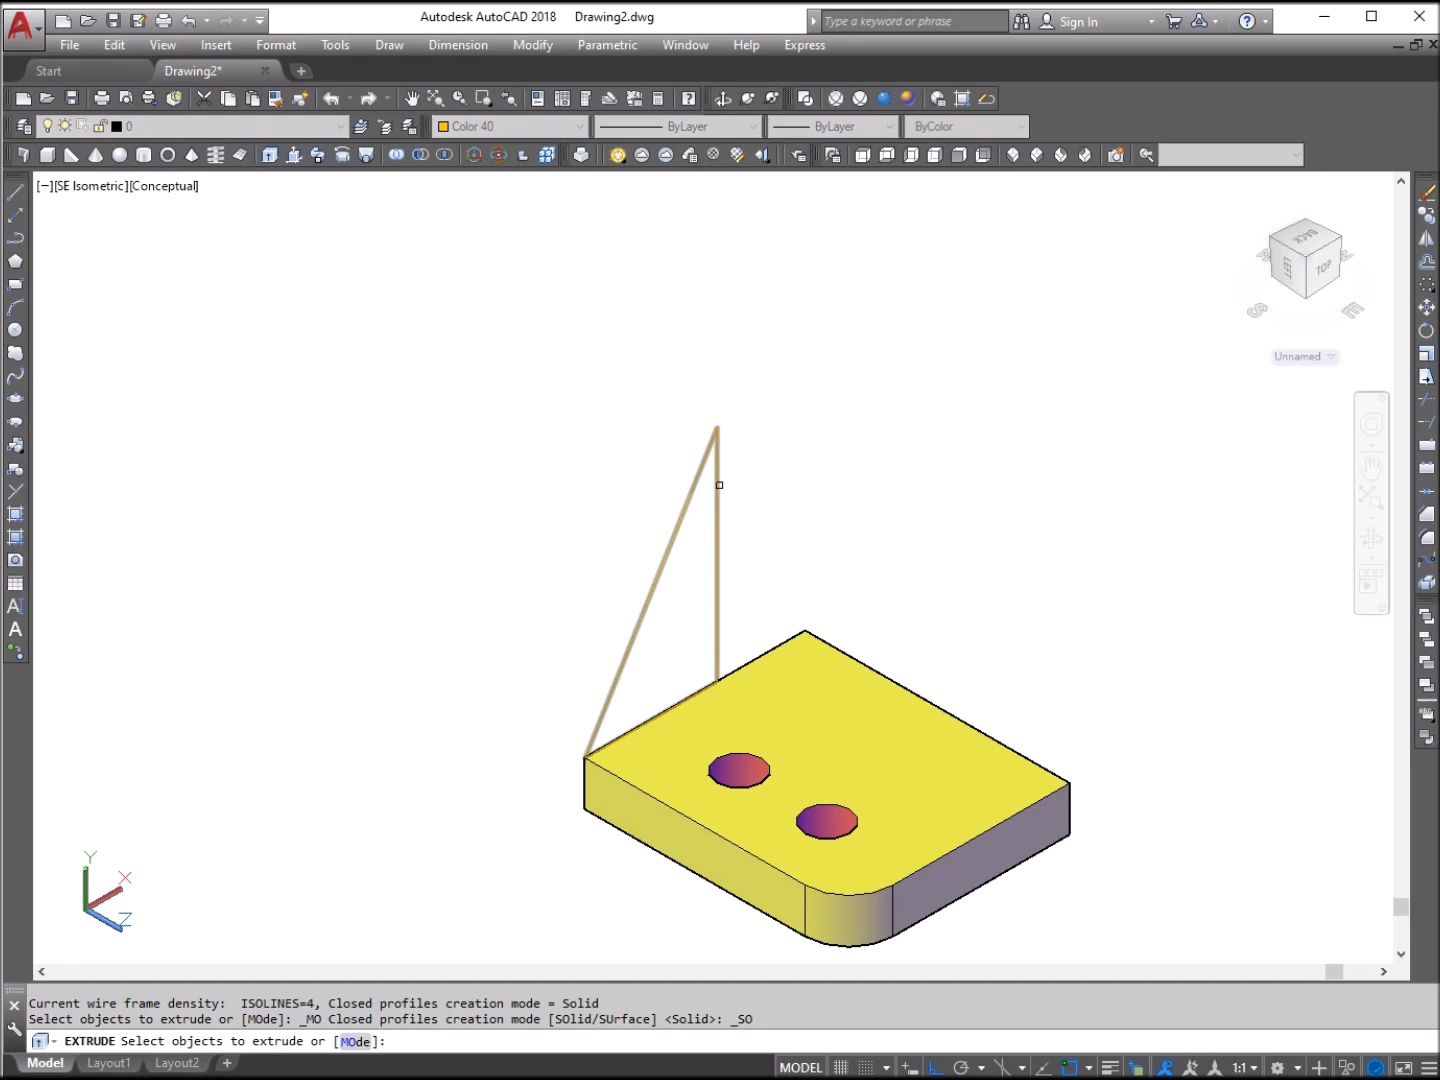 Autodesk AutoCAD 2018 Drawing2.dwg
Type a keyword or phrase
Sign In
File Edit View Insert Format Tools Draw Dimension Modify Parametric Window Help Express
Start Drawing2*
0 Color 40 ByLayer ByLayer ByColor
[−][SE Isometric][Conceptual]
BACK
LEFT TOP
S E
Unnamed
Y
X
Z
Current wire frame density:  ISOLINES=4, Closed profiles creation mode = Solid
Select objects to extrude or [MOde]: _MO Closed profiles creation mode [SOlid/SUrface] <Solid>: _SO
EXTRUDE Select objects to extrude or [MOde]:
Model Layout1 Layout2 +
MODEL 1:1